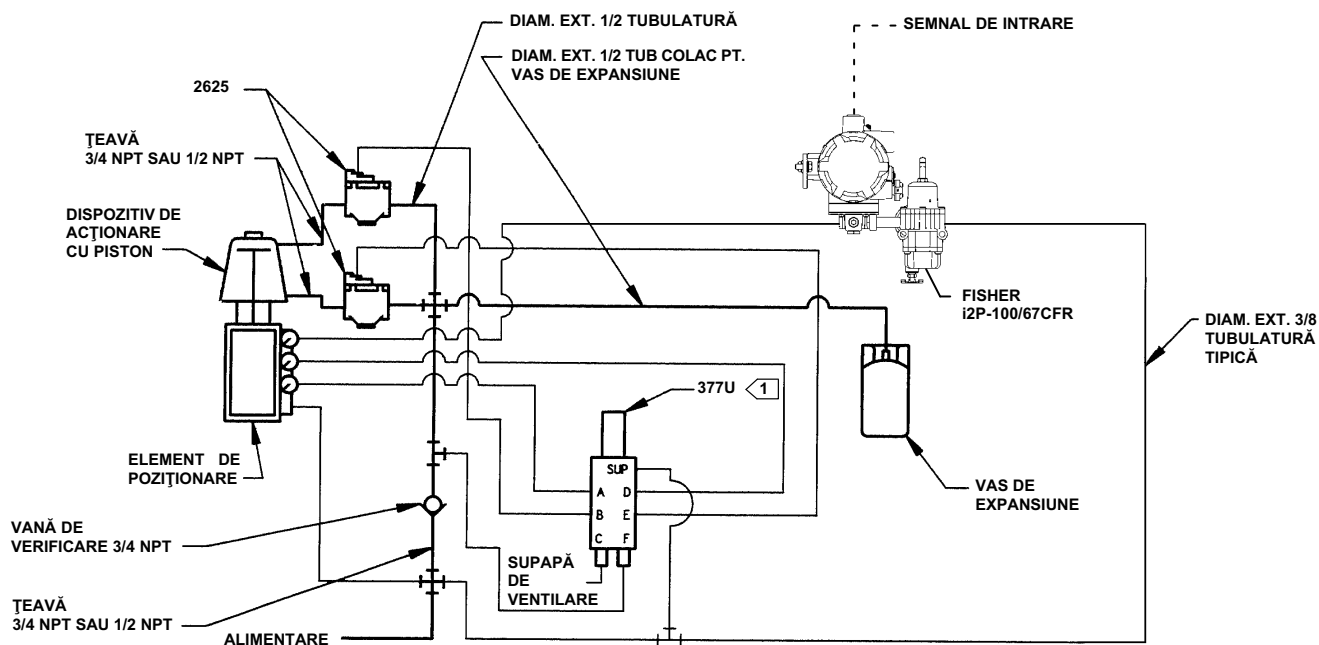 DIAM. EXT. 1/2 TUBULATURĂ
SEMNAL DE INTRARE
DIAM. EXT. 1/2 TUB COLAC PT.
VAS DE EXPANSIUNE
2625
ŢEAVĂ
3/4 NPT SAU 1/2 NPT
DISPOZITIV DE
ACŢIONARE
CU PISTON
FISHER
i2P-100/67CFR
DIAM. EXT. 3/8
TUBULATURĂ
TIPICĂ
377U 1
ELEMENT DE
POZIŢIONARE
SUP
A D
B E
C F
VAS DE
EXPANSIUNE
VANĂ DE
VERIFICARE 3/4 NPT
SUPAPĂ
DE
VENTILARE
ŢEAVĂ
3/4 NPT SAU 1/2 NPT
ALIMENTARE